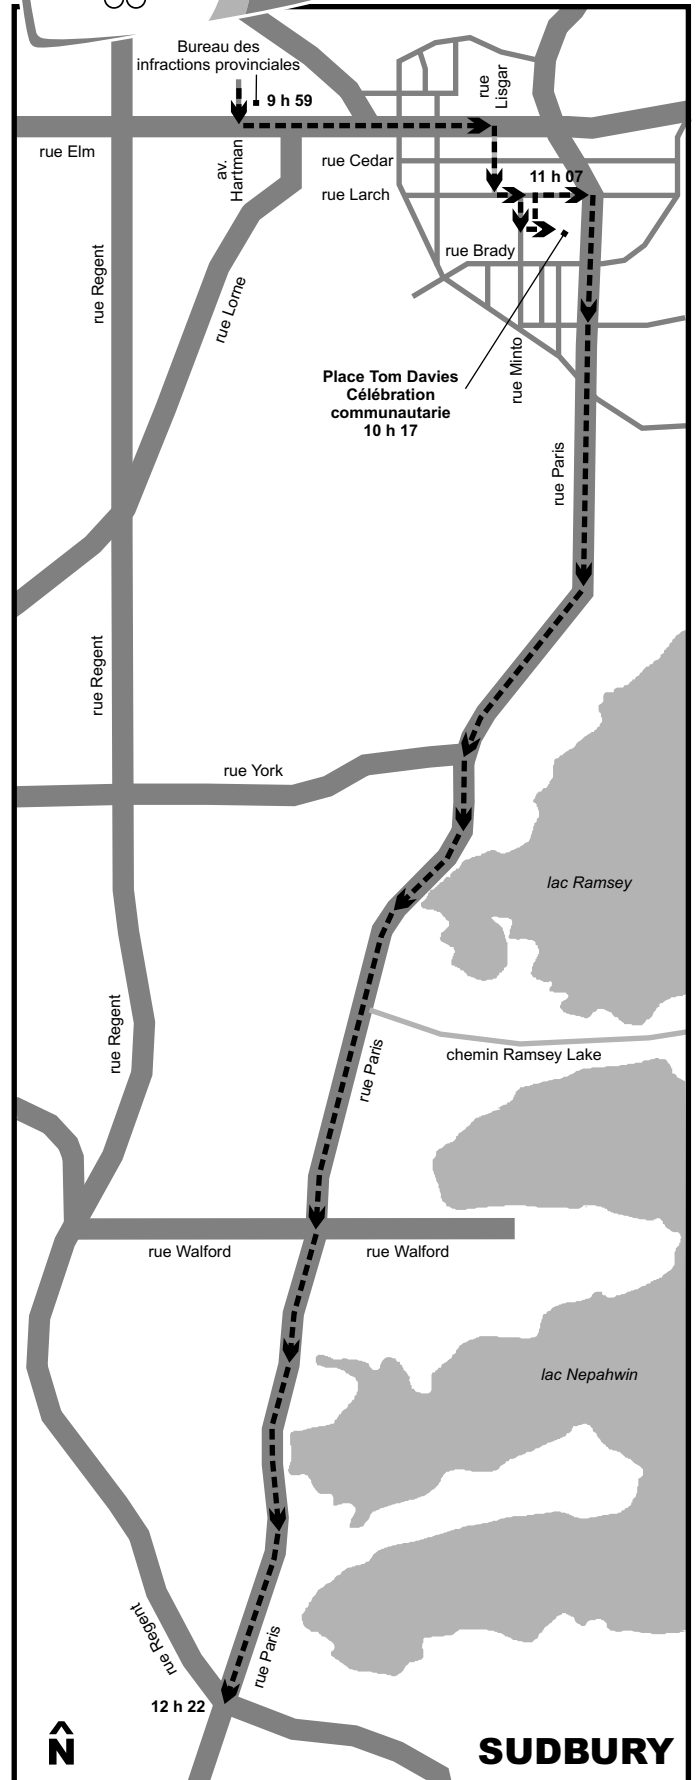 Bureau des
infractions provinciales
9 h 59
rue
Lisgar
rue Elm
av.
Hartman
rue Cedar
11 h 07
rue Larch
rue Brady
rue Regent
rue Lorne
rue Minto
Place Tom Davies
Célébration
communautarie
10 h 17
rue Paris
rue Regent
rue York
lac Ramsey
rue Regent
chemin Ramsey Lake
rue Paris
rue Walford
rue Walford
lac Nepahwin
rue Regent
rue Paris
12 h 22
N
SUDBURY